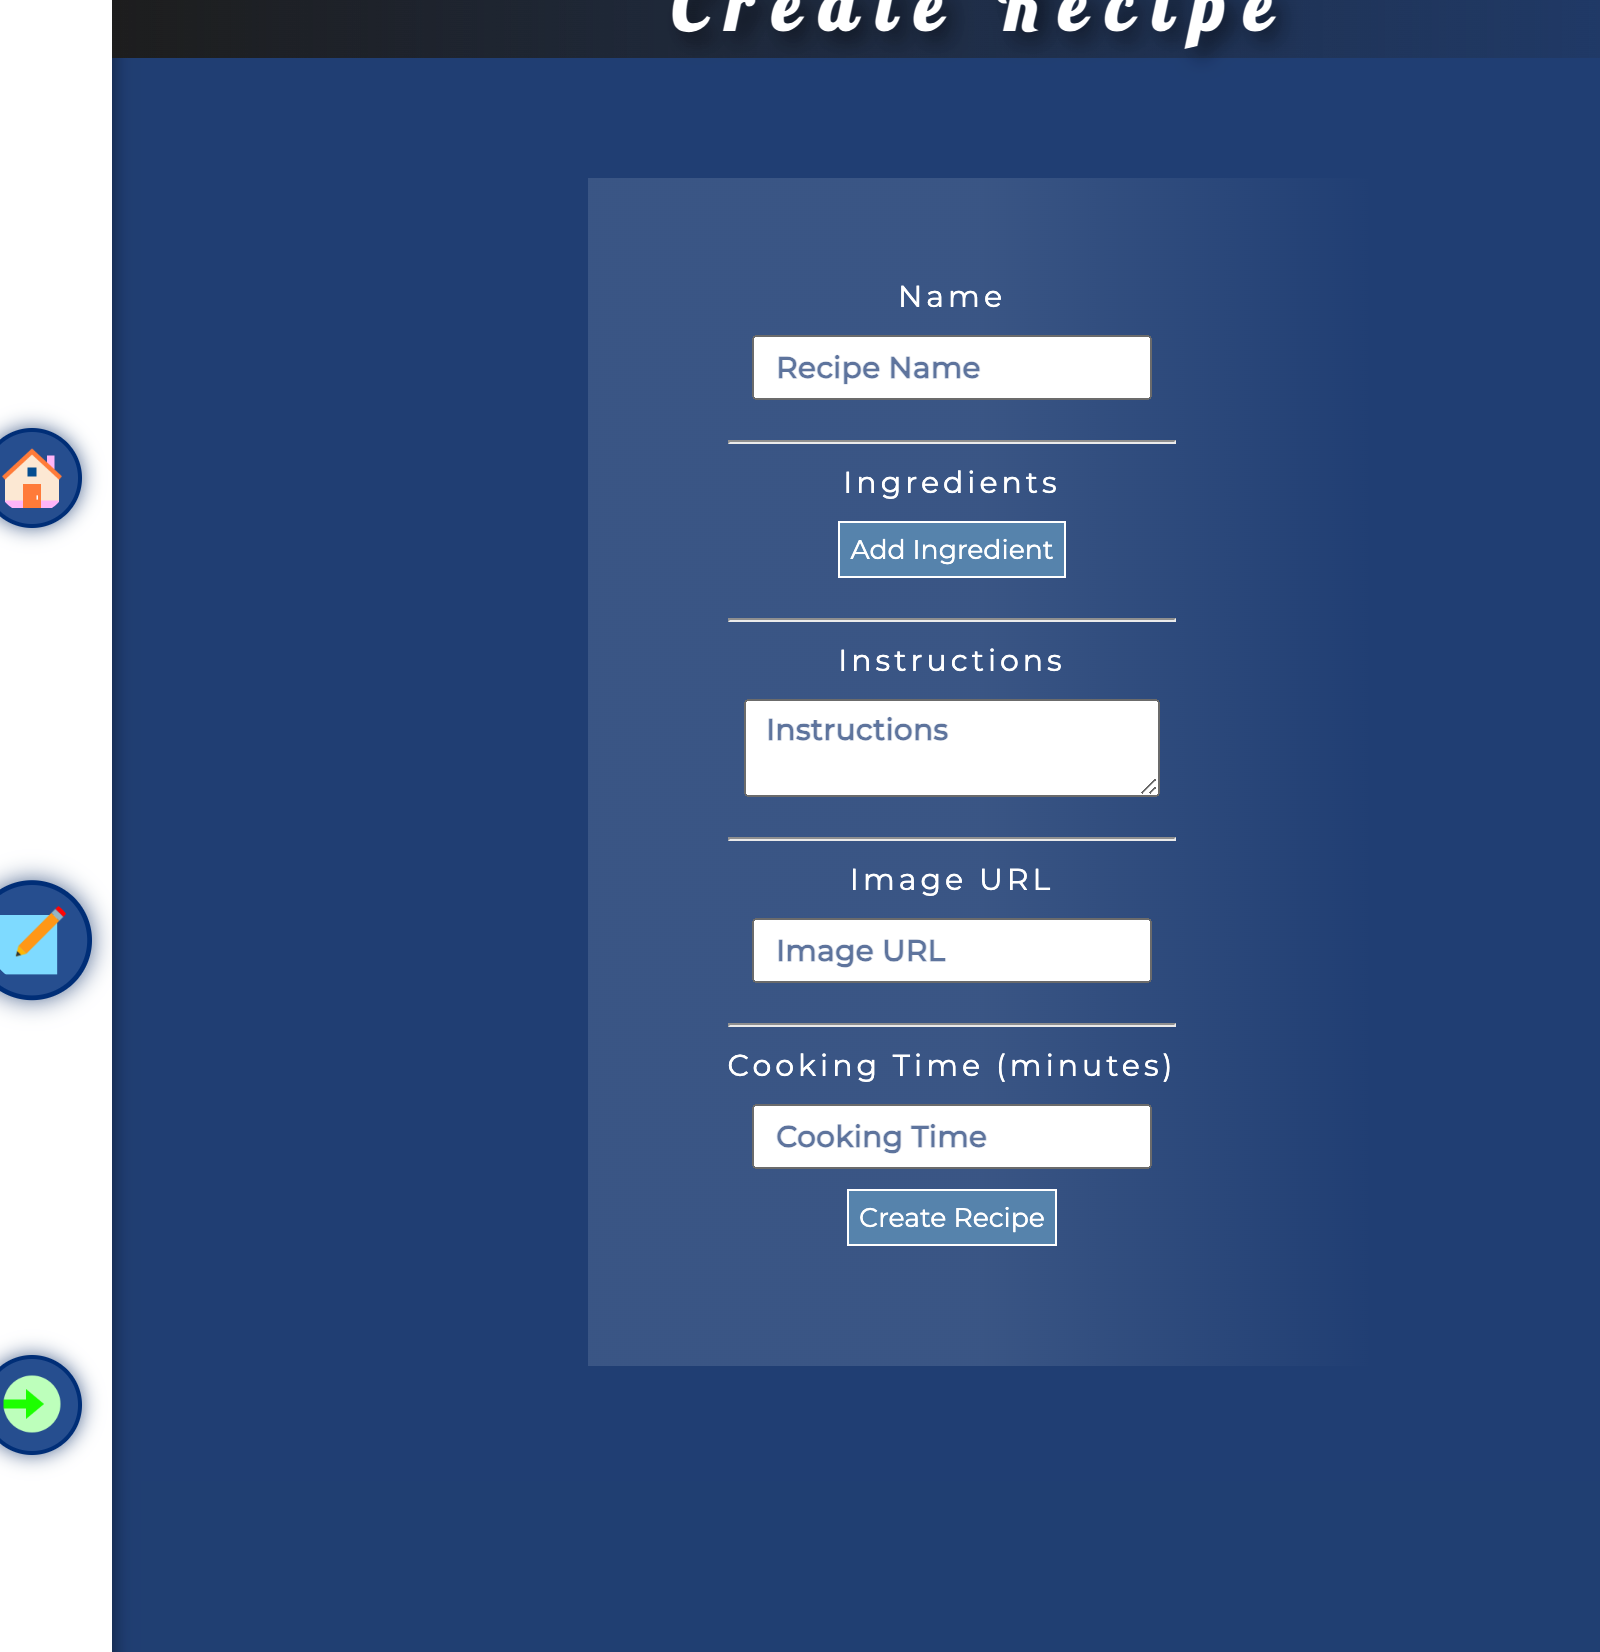 Create Recipe
Name
Recipe Name
Ingredients
Add Ingredient
Instructions
Instructions
Image URL
Image URL
Cooking Time (minutes)
Cooking Time
Create Recipe